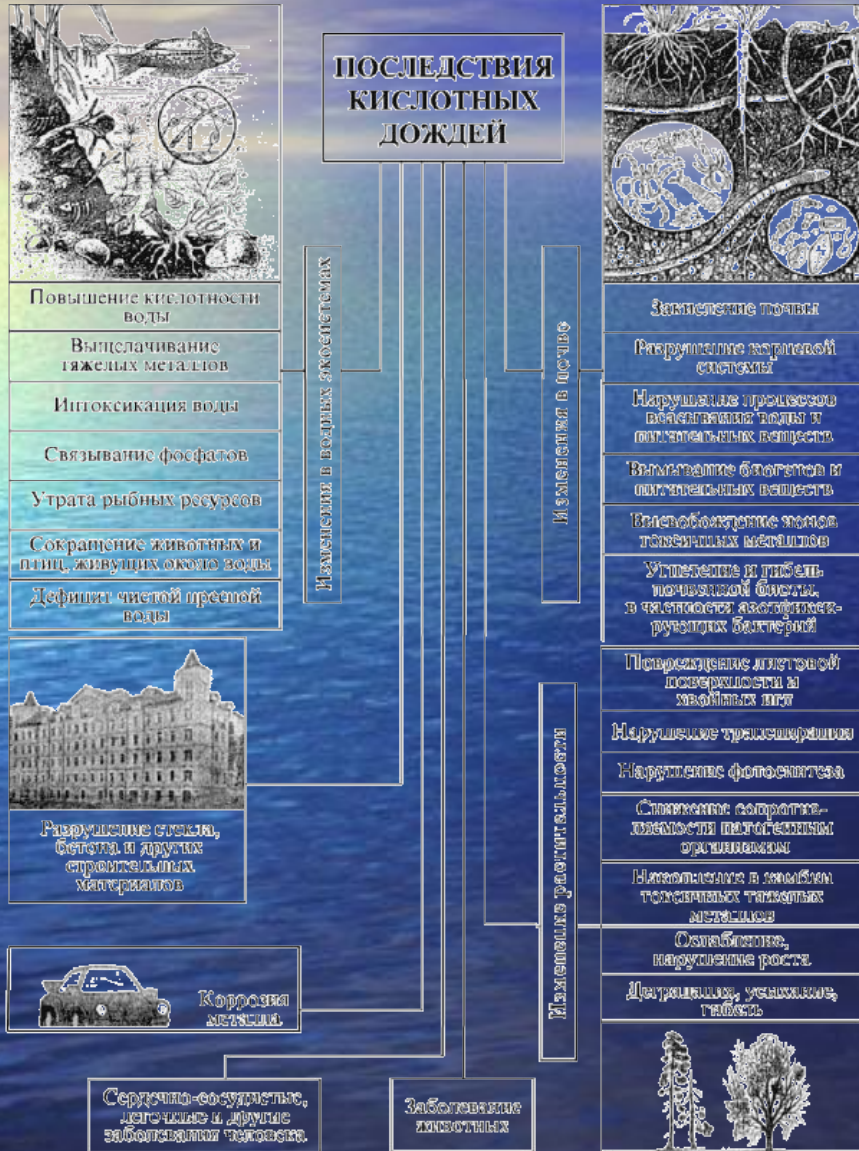 ПОСЛЕДСТВИЯ
КИСЛОТНЫХ
ДОЖДЕЙ
Изменения в водных экосистемах
Повышение кислотности
воды
Выщелачивание
тяжелых металлов
Интоксикация воды
Связывание фосфатов
Утрата рыбных ресурсов
Сокращение животных и
птиц, живущих около воды
Дефицит чистой пресной
воды
Разрушение стекла,
бетона и других
строительных
материалов
Коррозия
металла
Сердечно-сосудистые,
легочные и другие
заболевания человека
Заболевание
животных
Изменения в почве
Закисление почвы
Разрушение корневой
системы
Нарушение процессов
всасывания воды и
питательных веществ
Вымывание биогенов и
питательных веществ
Высвобождение ионов
токсичных металлов
Угнетение и гибель
почвенной биоты,
в частности азотфикси-
рующих бактерий
Изменение растительности
Повреждение листовой
поверхности и
хвойных игл
Нарушение транспирации
Нарушение фотосинтеза
Снижение сопротив-
ляемости патогенным
организмам
Накопление в камбии
токсичных тяжелых
металлов
Ослабление,
нарушение роста
Деградация, усыхание,
гибель